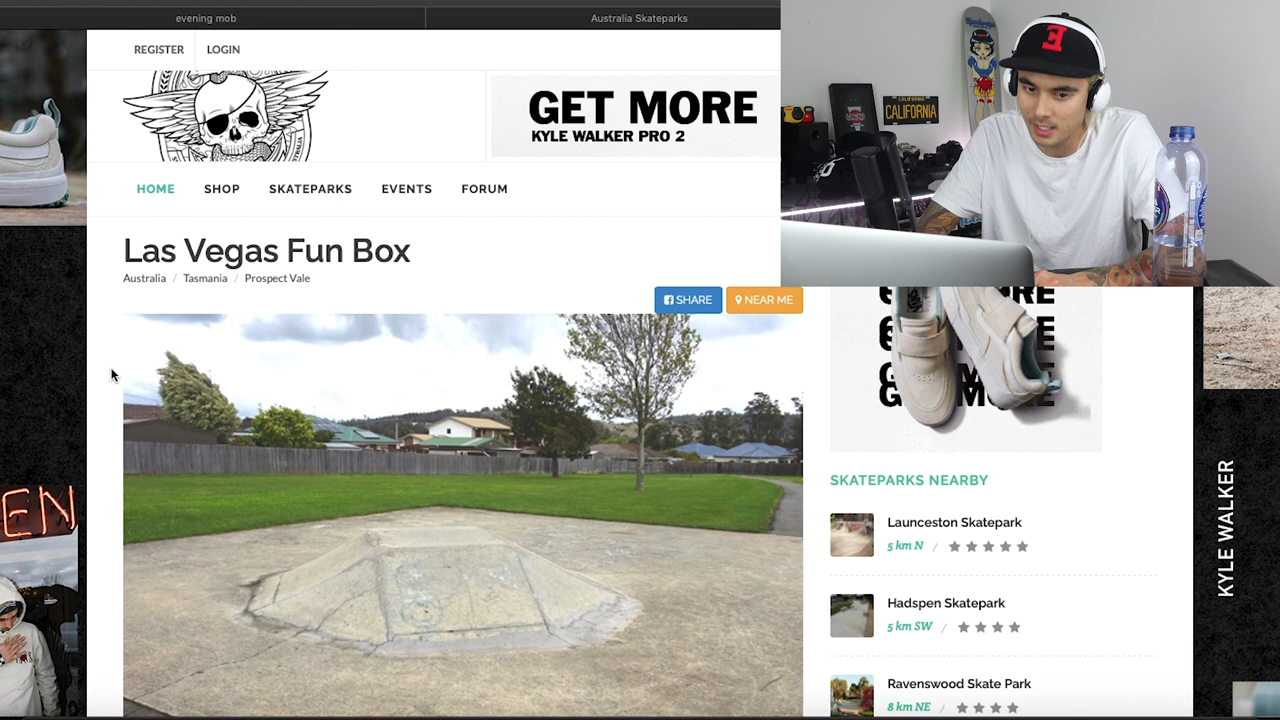 evening mob
Australia Skateparks
REGISTER
LOGIN
GET MORE
KYLE WALKER PRO 2
CALIFORNIA
HOME
SHOP
SKATEPARKS
EVENTS
FORUM
Las Vegas Fun Box
Australia / Tasmania / Prospect Vale
SHARE
NEAR ME
SKATEPARKS NEARBY
Launceston Skatepark
5 km N /
Hadspen Skatepark
5 km SW /
Ravenswood Skate Park
8 km NE /
EN
KYLE WALKER